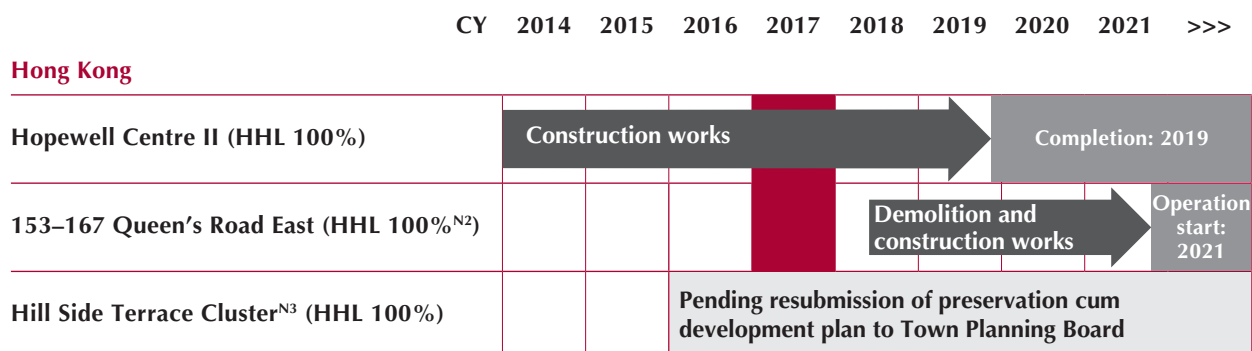 CY 2014 2015 2016 2017 2018 2019 2020 2021 >>>
Hong Kong
Hopewell Centre II (HHL 100%)
Construction works
Completion: 2019
153–167 Queen's Road East (HHL 100%N2)
Demolition and
construction works
Operation
start:
2021
Hill Side Terrace ClusterN3 (HHL 100%)
Pending resubmission of preservation cum
development plan to Town Planning Board